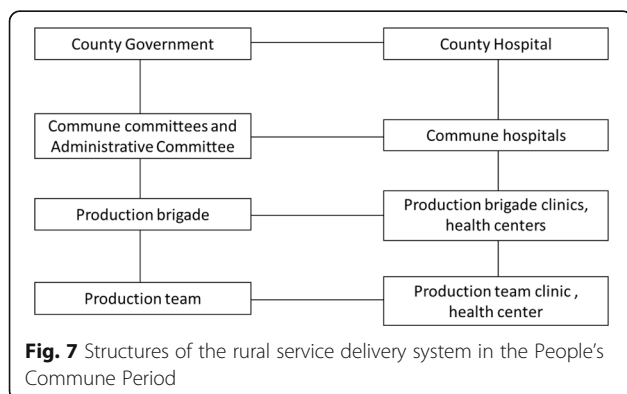 County Government
County Hospital
Commune committees and
Administrative Committee
Commune hospitals
Production brigade
Production brigade clinics,
health centers
Production team
Production team clinic ,
health center
Fig. 7 Structures of the rural service delivery system in the People's
Commune Period